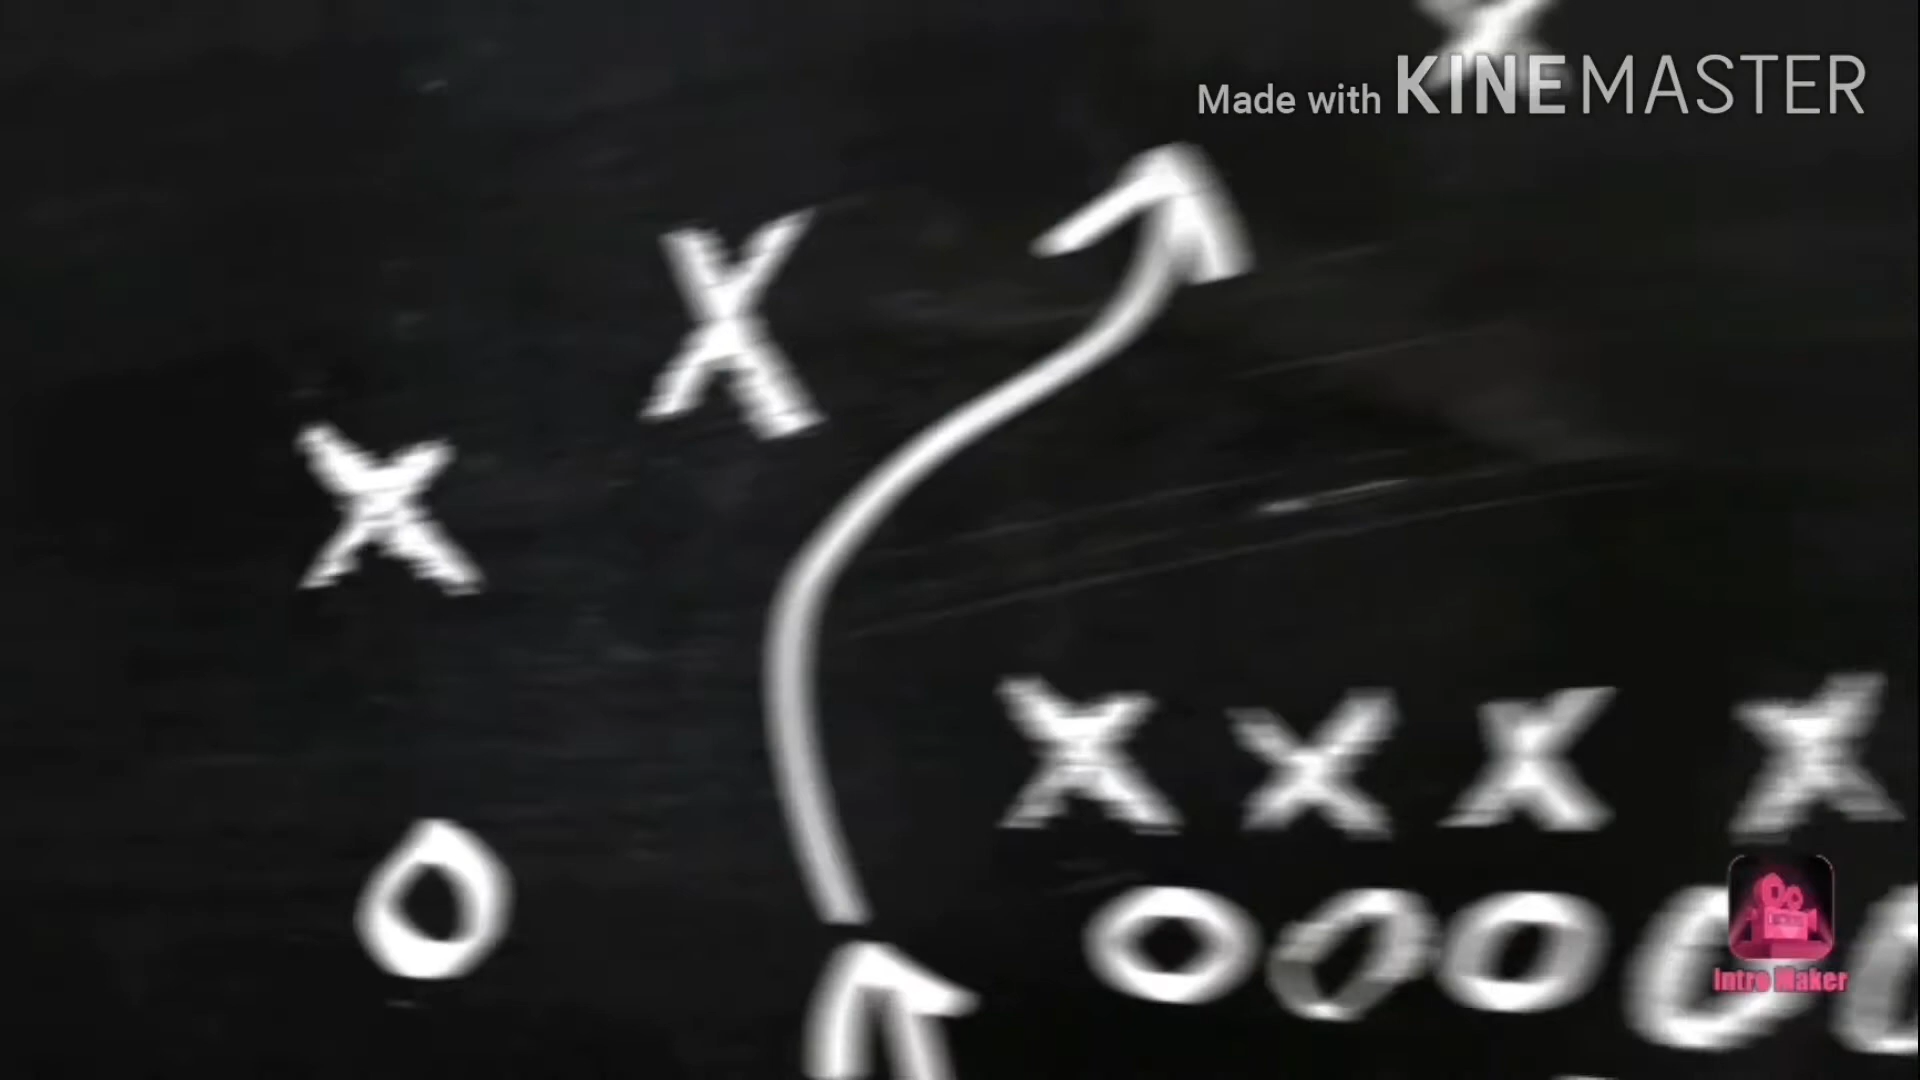 X
Made with KINEMASTER
X
X
X X X X
O O O O O O
Intro Maker